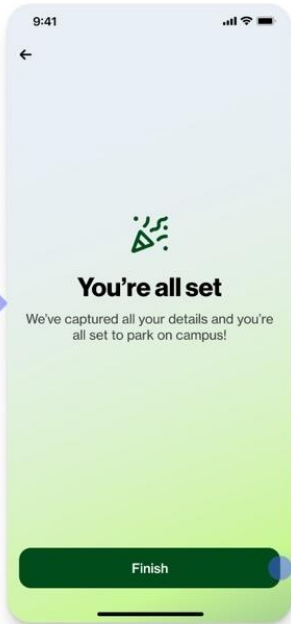 9:41
You're all set
We've captured all your details and you're
all set to park on campus!
Finish